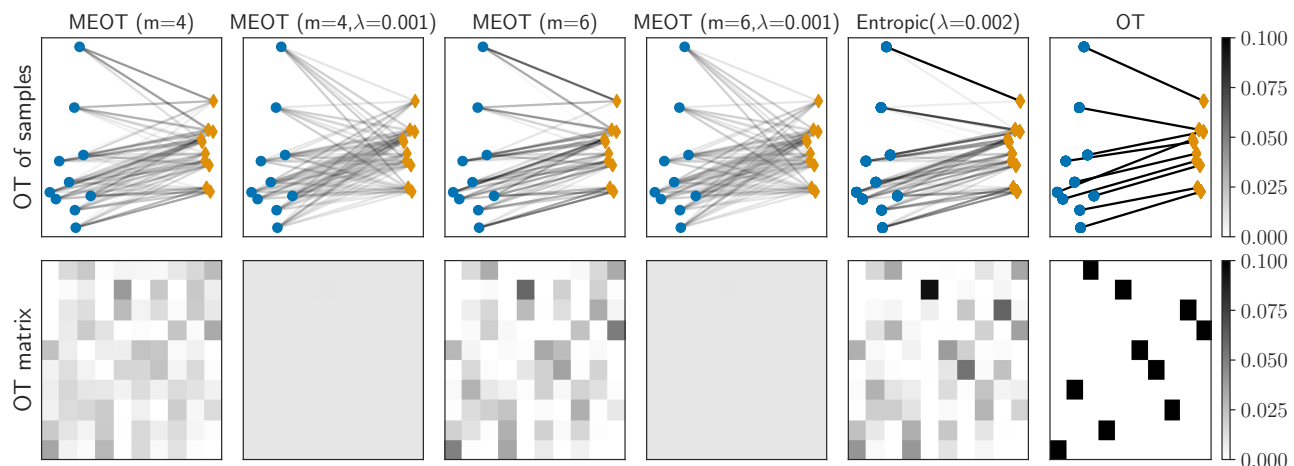 MEOT (m=4)
MEOT (m=4,λ=0.001)
MEOT (m=6)
MEOT (m=6,λ=0.001)
Entropic(λ=0.002)
OT
OT of samples
0.100
0.075
0.050
0.025
0.000
OT matrix
0.100
0.075
0.050
0.025
0.000